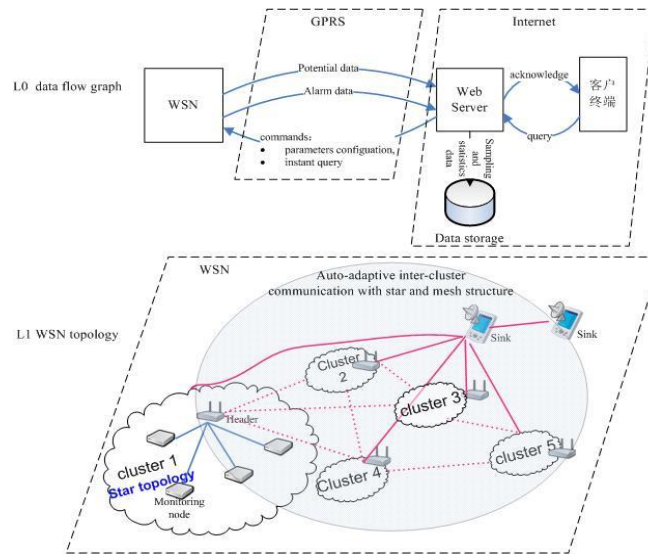 GPRS
Internet
L0 data flow graph
WSN
Potential data
Alarm data
commands:
● parameters configuation,
● instant query
Web
Server
acknowledge
query
客户
终端
Sampling
and
statistics
data
Data storage
WSN
Auto-adaptive inter-cluster
communication with star and mesh structure
L1 WSN topology
Sink
Sink
Cluster
2
cluster 3
Header
cluster 1
Star topology
Monitoring
node
Cluster 4
cluster 5